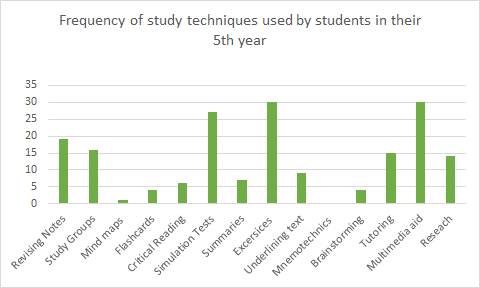 Frequency of study techniques used by students in their
5th year
35
30
25
20
15
10
5
0
Revising Notes
Study Groups
Mind maps
Flashcards
Critical Reading
Simulation Tests
Summaries
Excersices
Underlining text
Mnemotechnics
Brainstorming
Tutoring
Multimedia aid
Reseach